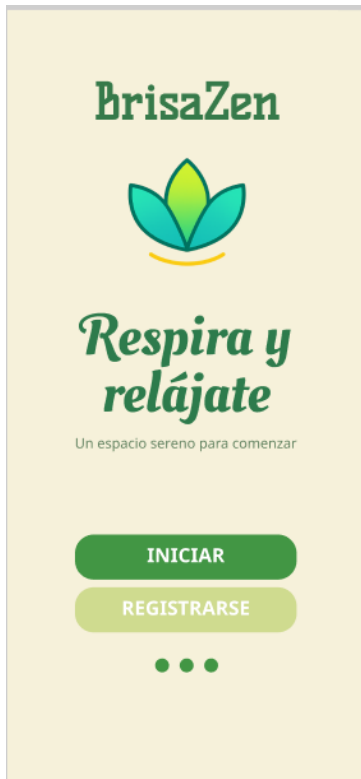 BrisaZen
Respira y
relájate
Un espacio sereno para comenzar
INICIAR
REGISTRARSE